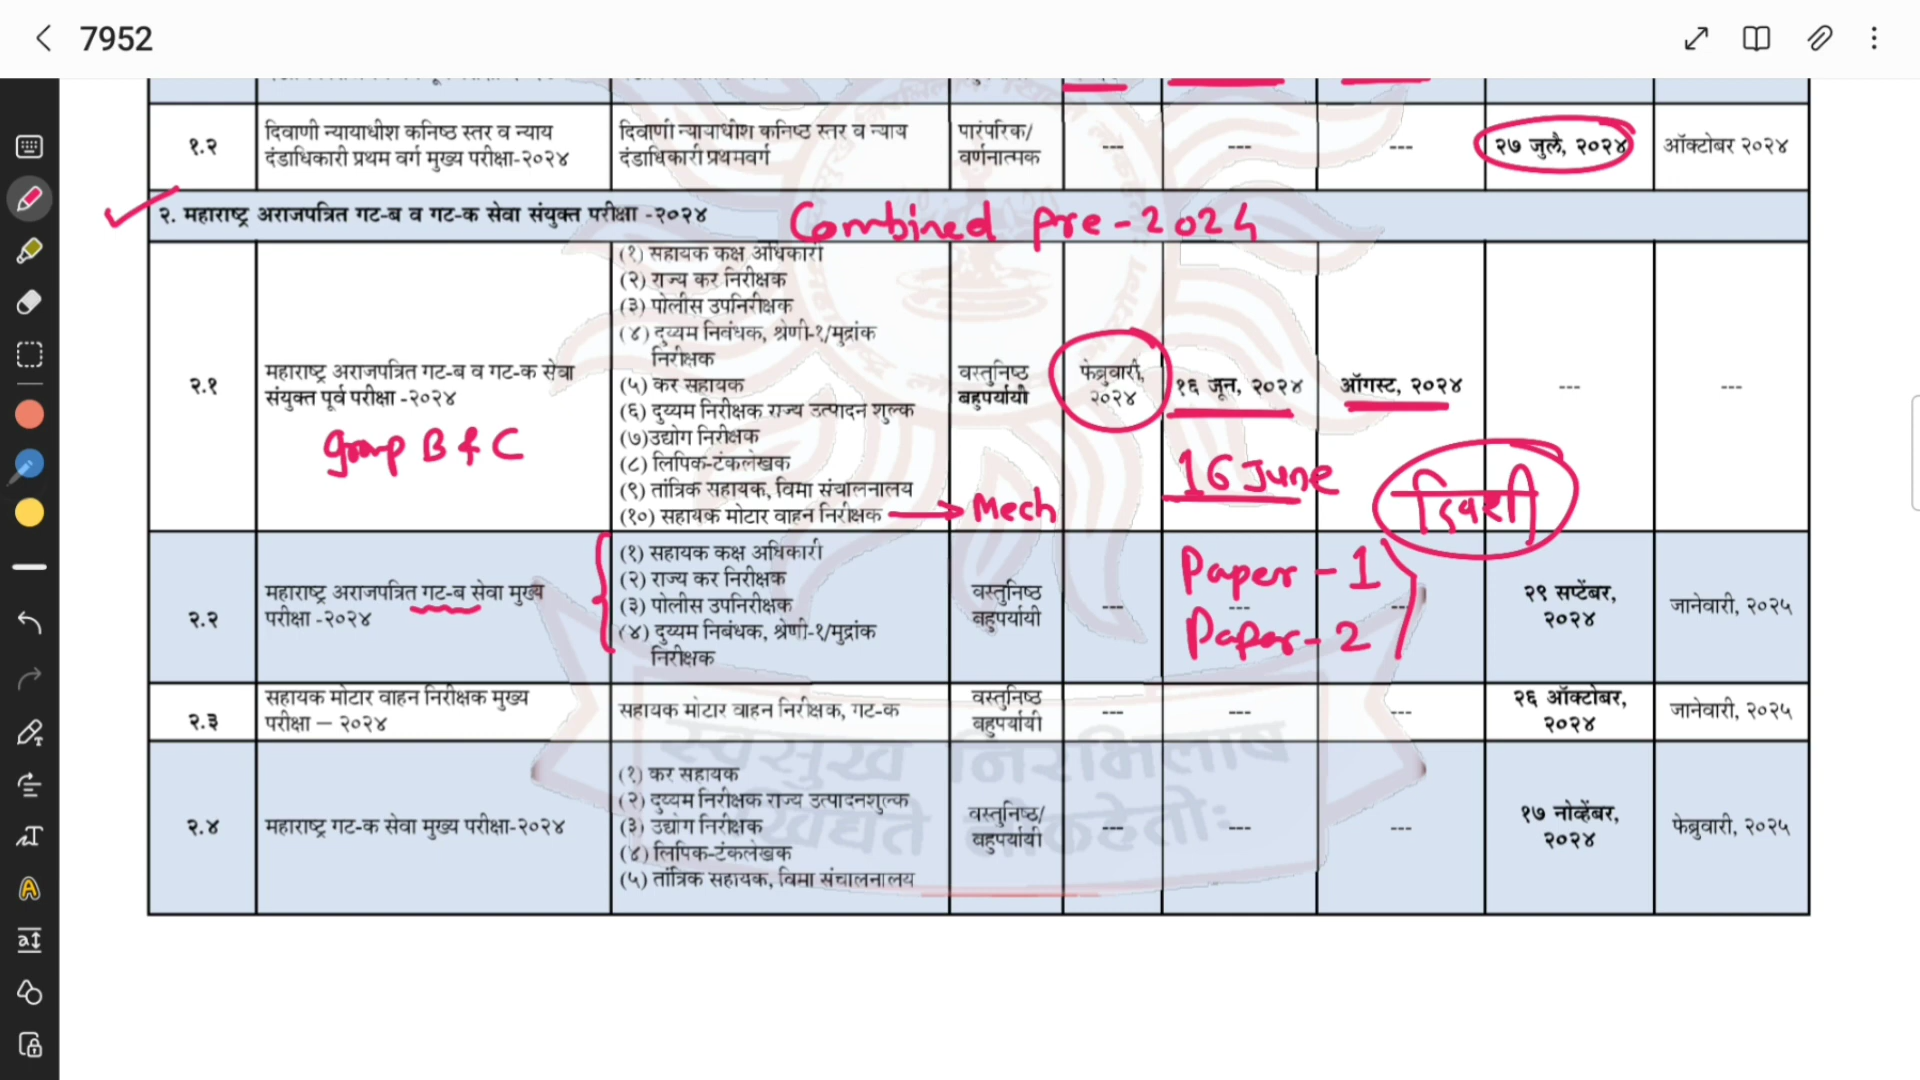 7952
१.२
दिवाणी न्यायाधीश कनिष्ठ स्तर व न्याय
दंडाधिकारी प्रथम वर्ग मुख्य परीक्षा-२०२४
दिवाणी न्यायाधीश कनिष्ठ स्तर व न्याय
दंडाधिकारी प्रथमवर्ग
पारंपरिक/
वर्णनात्मक
---
---
---
२७ जुलै, २०२४
ऑक्टोबर २०२४
२. महाराष्ट्र अराजपत्रित गट-ब व गट-क सेवा संयुक्त परीक्षा -२०२४
Combined pre-2024
२.१
महाराष्ट्र अराजपत्रित गट-ब व गट-क सेवा
संयुक्त पूर्व परीक्षा -२०२४
group B & C
(१) सहायक कक्ष अधिकारी
(२) राज्य कर निरीक्षक
(३) पोलीस उपनिरीक्षक
(४) दुय्यम निबंधक, श्रेणी-१/मुद्रांक
निरीक्षक
(५) कर सहायक
(६) दुय्यम निरीक्षक राज्य उत्पादन शुल्क
(७)उद्योग निरीक्षक
(८) लिपिक-टंकलेखक
(९) तांत्रिक सहायक, विमा संचालनालय
(१०) सहायक मोटार वाहन निरीक्षक
Mech
वस्तुनिष्ठ
बहुपर्यायी
फेब्रुवारी,
२०२४
१६ जून, २०२४
16 June
ऑगस्ट, २०२४
---
---
२.२
महाराष्ट्र अराजपत्रित गट-ब सेवा मुख्य
परीक्षा -२०२४
(१) सहायक कक्ष अधिकारी
(२) राज्य कर निरीक्षक
(३) पोलीस उपनिरीक्षक
(४) दुय्यम निबंधक, श्रेणी-१/मुद्रांक
निरीक्षक
वस्तुनिष्ठ
बहुपर्यायी
---
Paper - 1
---
Paper - 2
---
२९ सप्टेंबर,
२०२४
जानेवारी, २०२५
२.३
सहायक मोटार वाहन निरीक्षक मुख्य
परीक्षा – २०२४
सहायक मोटार वाहन निरीक्षक, गट-क
वस्तुनिष्ठ
बहुपर्यायी
---
---
---
२६ ऑक्टोबर,
२०२४
जानेवारी, २०२५
२.४
महाराष्ट्र गट-क सेवा मुख्य परीक्षा-२०२४
(१) कर सहायक
(२) दुय्यम निरीक्षक राज्य उत्पादनशुल्क
(३) उद्योग निरीक्षक
(४) लिपिक-टंकलेखक
(५) तांत्रिक सहायक, विमा संचालनालय
वस्तुनिष्ठ/
बहुपर्यायी
---
---
---
१७ नोव्हेंबर,
२०२४
फेब्रुवारी, २०२५
स्वसुख निरभिलाष
खिद्यते लोकहेतोः